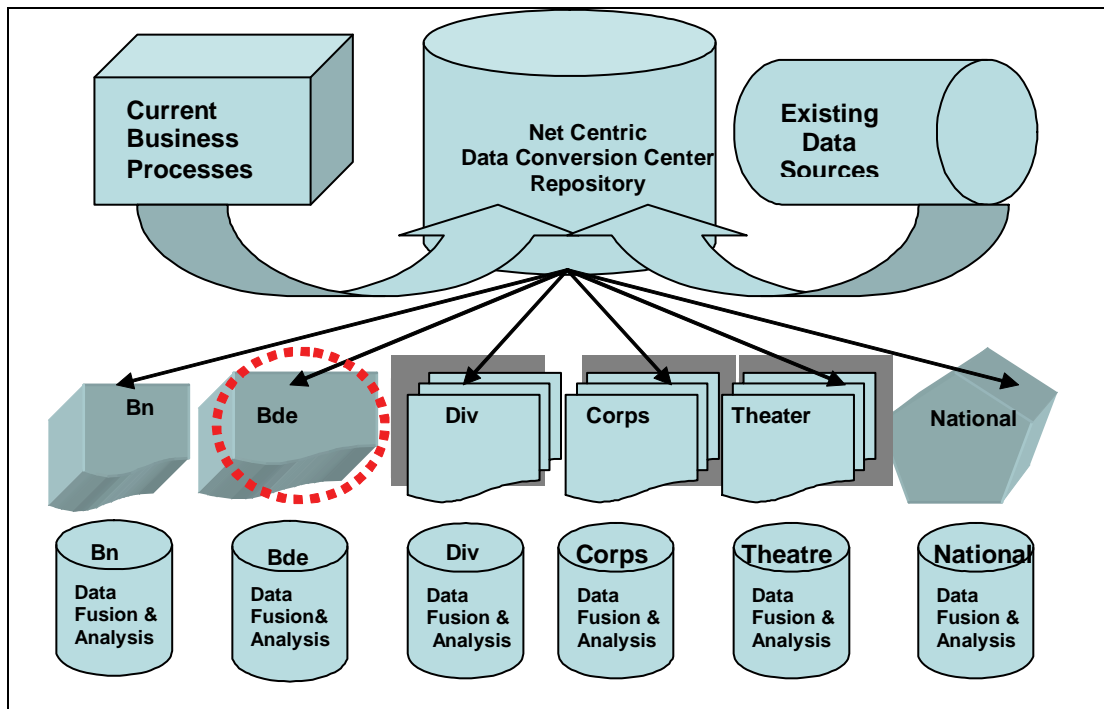 Current
Business
Processes
Net Centric
Data Conversion Center
Repository
Existing
Data
Sources
Bn
Bde
Div
Corps
Theater
National
Bn
Data
Fusion &
Analysis
Bde
Data
Fusion&
Analysis
Div
Data
Fusion &
Analysis
Corps
Data
Fusion &
Analysis
Theatre
Data
Fusion &
Analysis
National
Data
Fusion &
Analysis